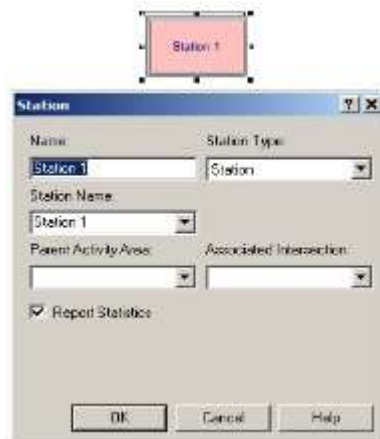 Station 1
Station
Name: Station Type:
Station 1 Station
Station Name:
Station 1
Parent Activity Area: Associated Intersection:
Report Statistics
OK Cancel Help